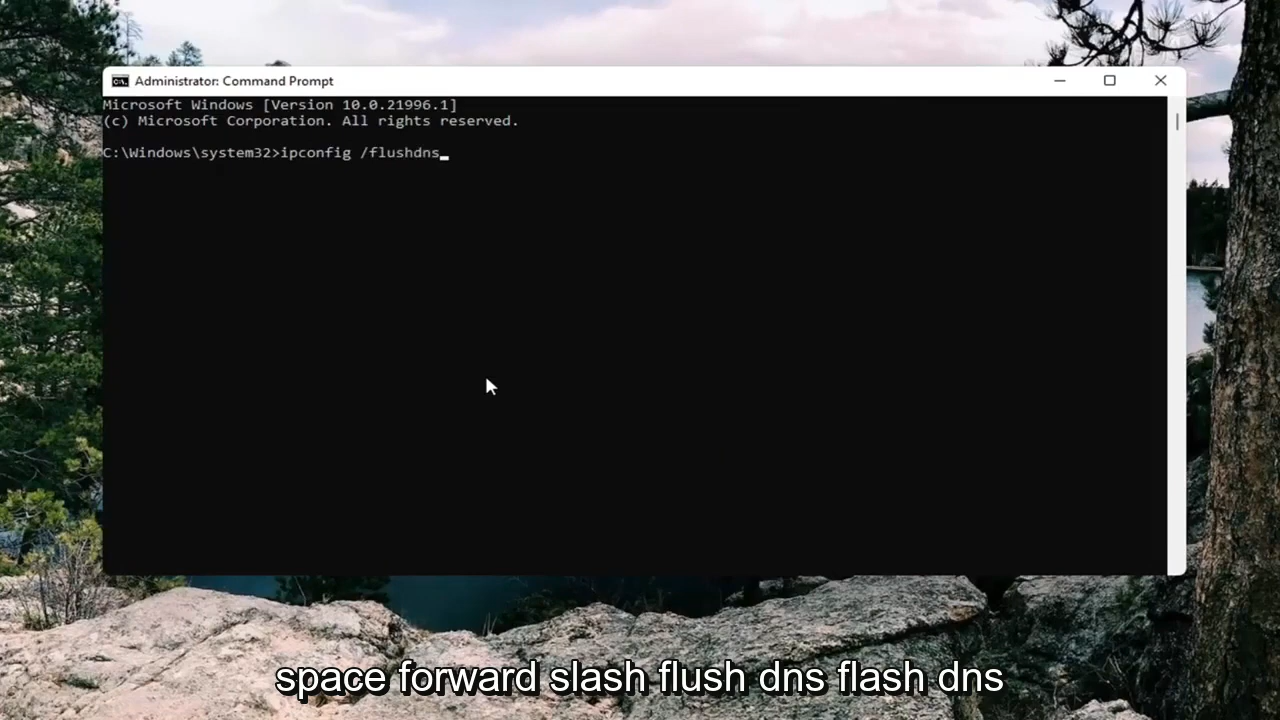 Administrator: Command Prompt
Microsoft Windows [Version 10.0.21996.1]
(c) Microsoft Corporation. All rights reserved.
C:\Windows\system32>ipconfig /flushdns
space forward slash flush dns flash dns